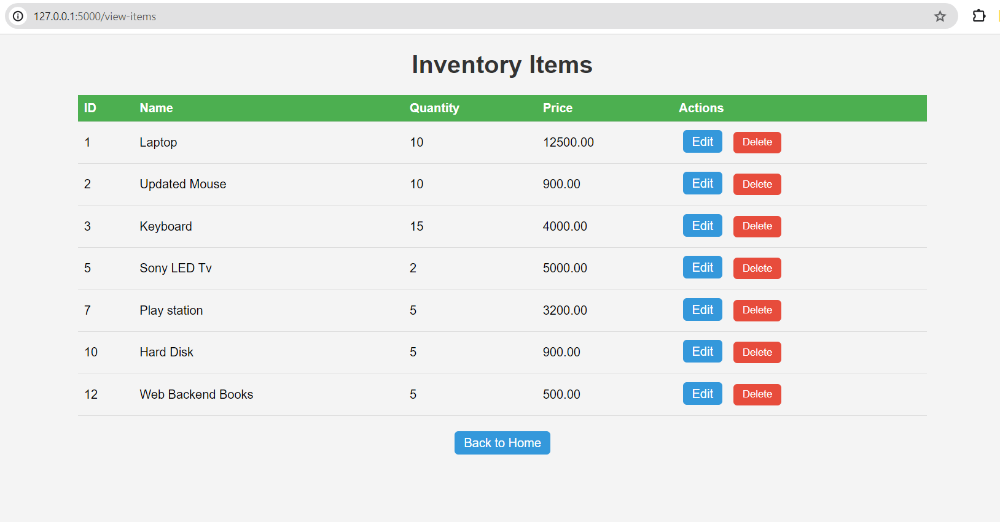 127.0.0.1:5000/view-items
Inventory Items
ID Name Quantity Price Actions
1 Laptop 10 12500.00 Edit Delete
2 Updated Mouse 10 900.00 Edit Delete
3 Keyboard 15 4000.00 Edit Delete
5 Sony LED Tv 2 5000.00 Edit Delete
7 Play station 5 3200.00 Edit Delete
10 Hard Disk 5 900.00 Edit Delete
12 Web Backend Books 5 500.00 Edit Delete
Back to Home